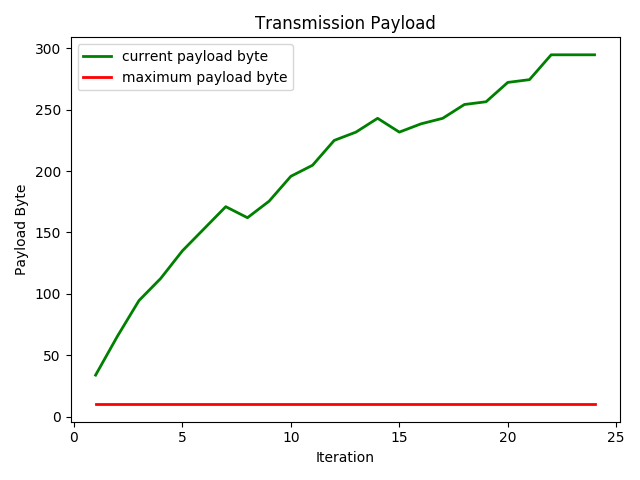 Transmission Payload
current payload byte
maximum payload byte
Payload Byte
300
250
200
150
100
50
0
0 5 10 15 20 25
Iteration